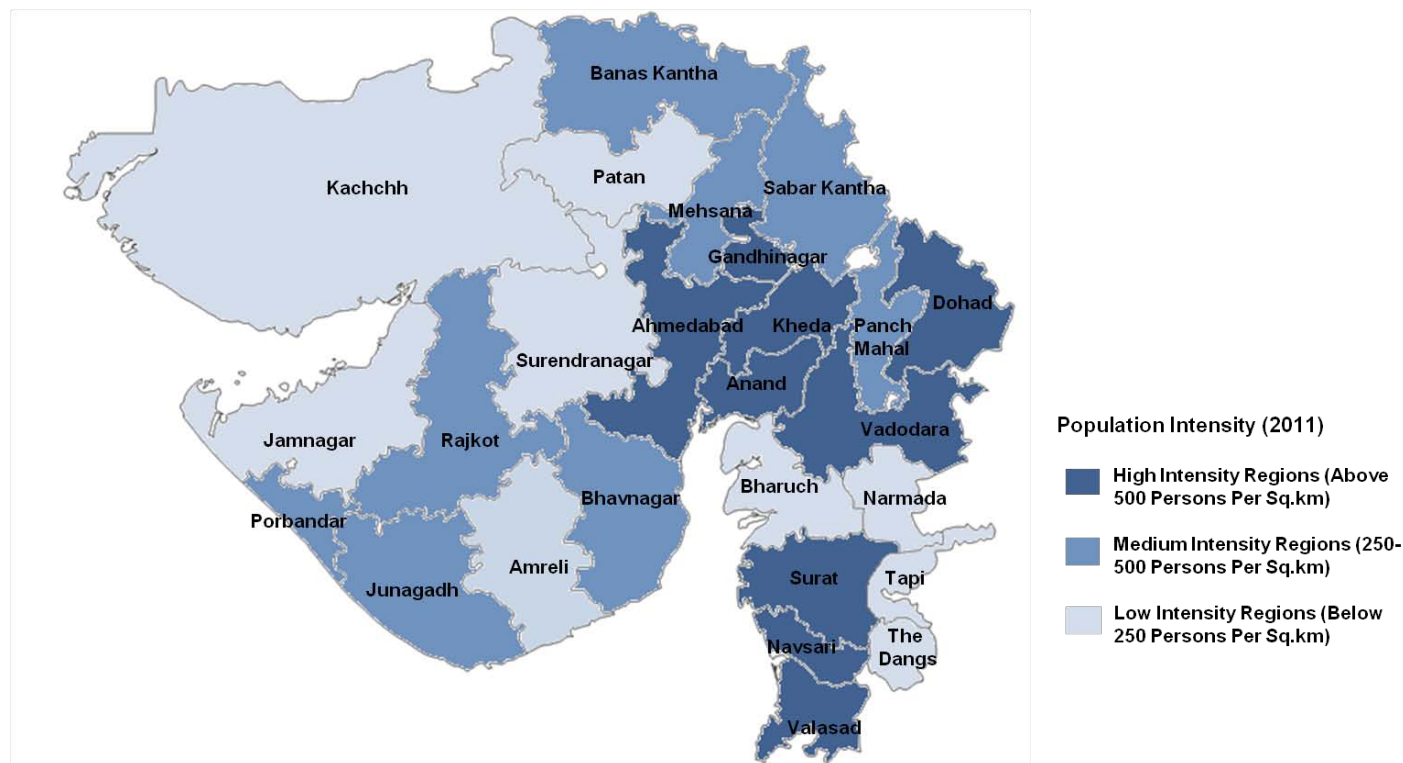 Banas Kantha
Kachchh
Patan
Sabar Kantha
Mehsana
Gandhinagar
Dohad
Ahmedabad
Kheda
Panch
Mahal
Surendranagar
Anand
Jamnagar
Rajkot
Vadodara
Bharuch
Narmada
Bhavnagar
Porbandar
Amreli
Junagadh
Surat
Tapi
The
Dangs
Navsari
Valasad
Population Intensity (2011)
High Intensity Regions (Above
500 Persons Per Sq.km)
Medium Intensity Regions (250-
500 Persons Per Sq.km)
Low Intensity Regions (Below
250 Persons Per Sq.km)